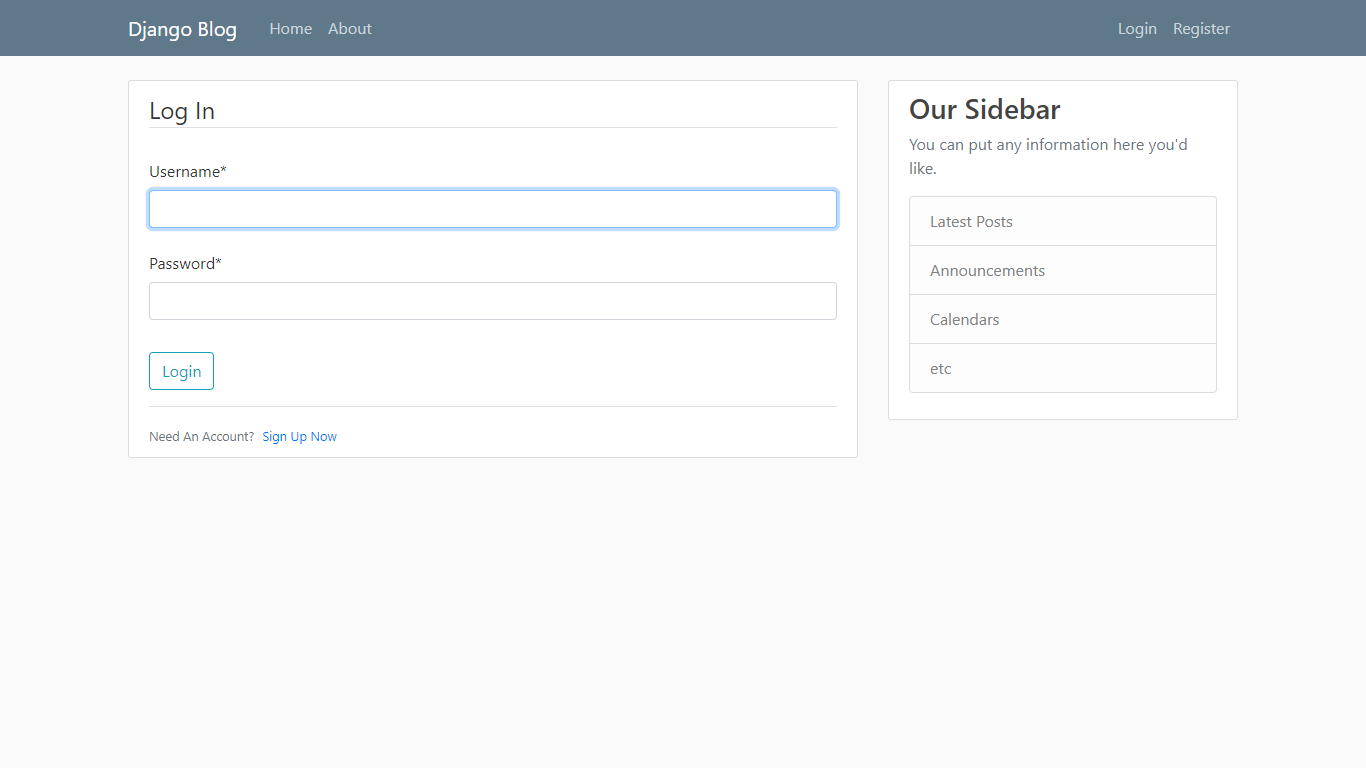 Django Blog Home About Login Register
Log In
Username*
Password*
Login
Need An Account? Sign Up Now
Our Sidebar
You can put any information here you'd
like.
Latest Posts
Announcements
Calendars
etc